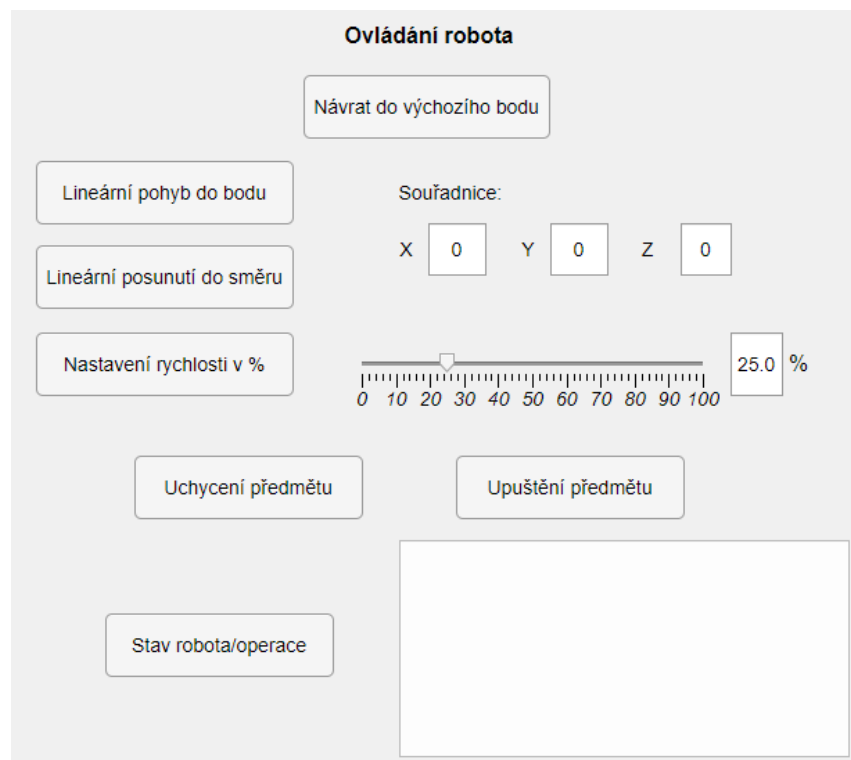 Ovládání robota
Návrat do výchozího bodu
Lineární pohyb do bodu
Souřadnice:
X 0 Y 0 Z 0
Lineární posunutí do směru
Nastavení rychlosti v %
25.0 %
0 10 20 30 40 50 60 70 80 90 100
Uchycení předmětu
Upuštění předmětu
Stav robota/operace